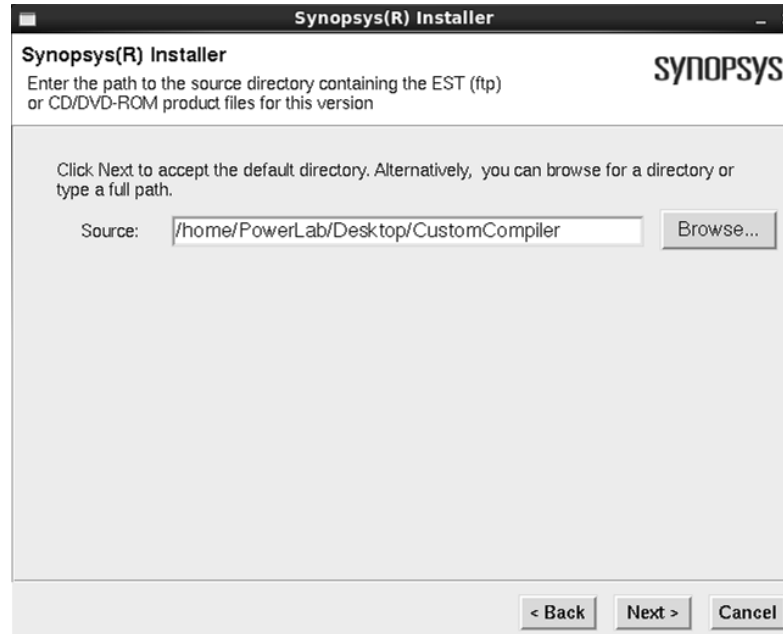 Synopsys(R) Installer
Synopsys(R) Installer
SYNOPSYS
Enter the path to the source directory containing the EST (ftp)
or CD/DVD-ROM product files for this version
Click Next to accept the default directory. Alternatively, you can browse for a directory or
type a full path.
Source: /home/PowerLab/Desktop/CustomCompiler Browse...
< Back Next > Cancel